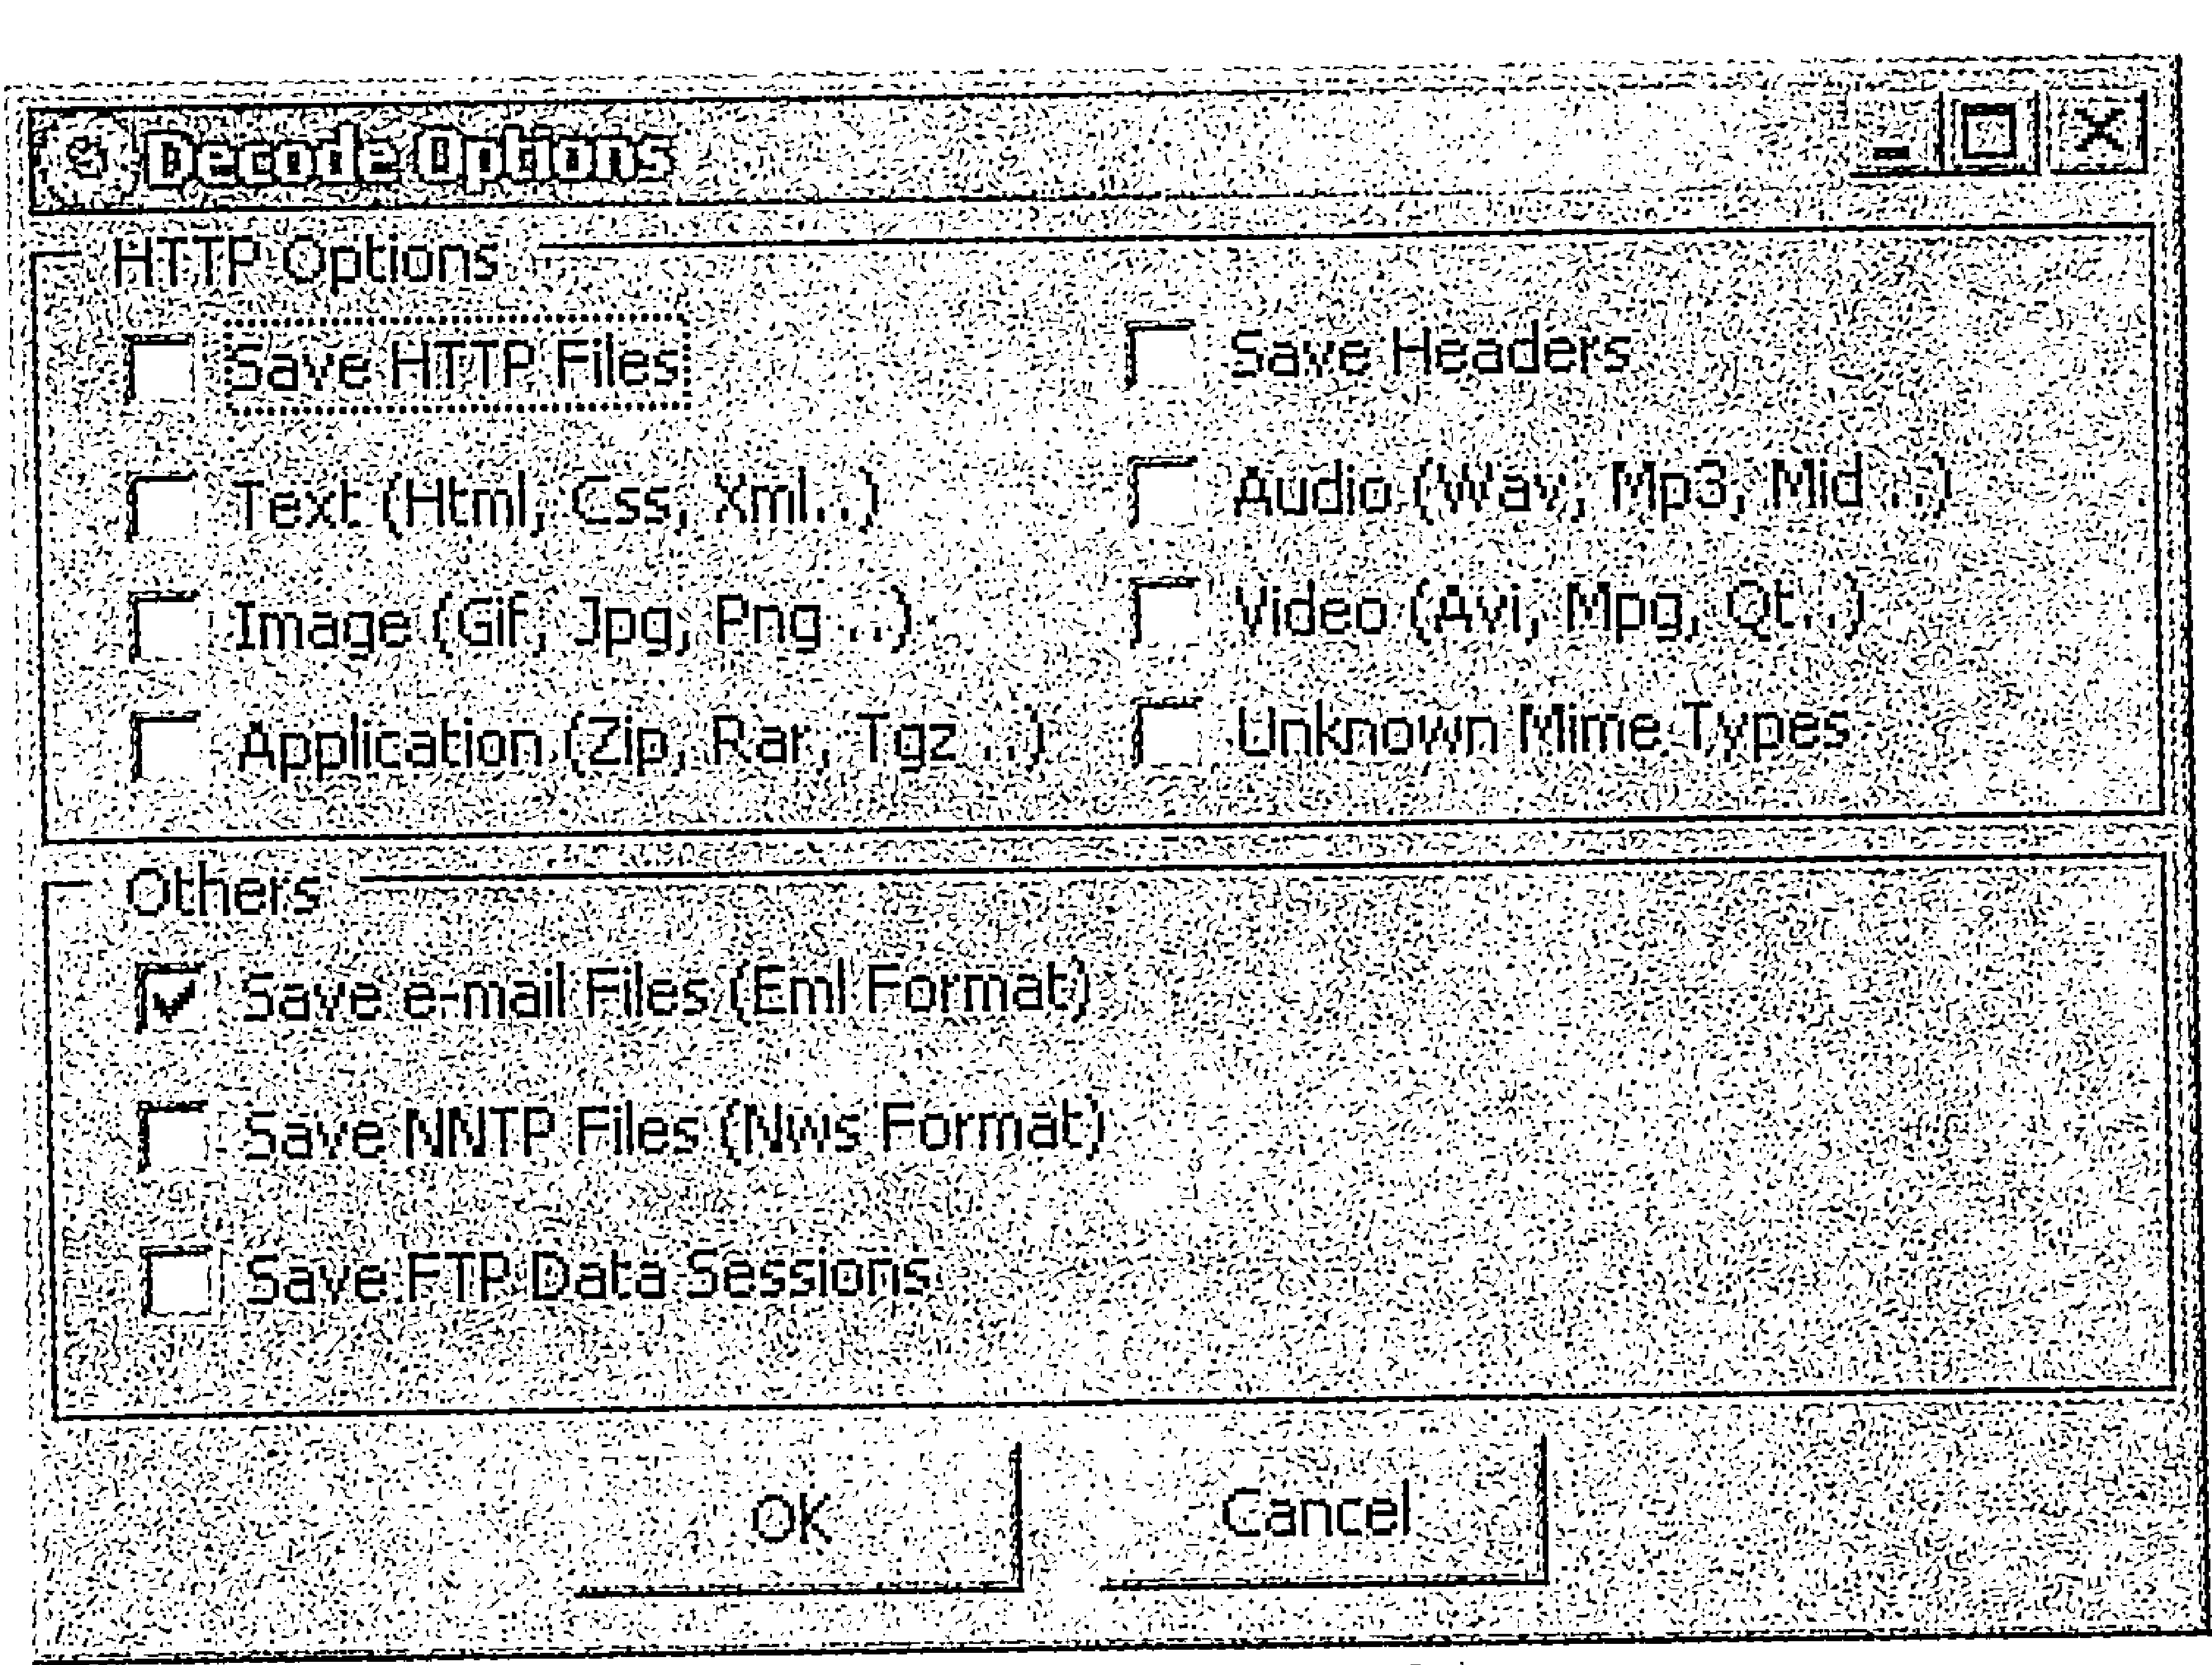 Decode Options
HTTP Options
Save HTTP Files
Save Headers
Text (Html, Css, Xml..)
Audio (Wav, Mp3, Mid ..)
Image (Gif, Jpg, Png ..)
Video (Avi, Mpg, Qt..)
Application (Zip, Rar, Tgz ..)
Unknown Mime Types
Others
Save e-mail Files (Eml Format)
Save NNTP Files (Nws Format)
Save FTP Data Sessions
OK
Cancel